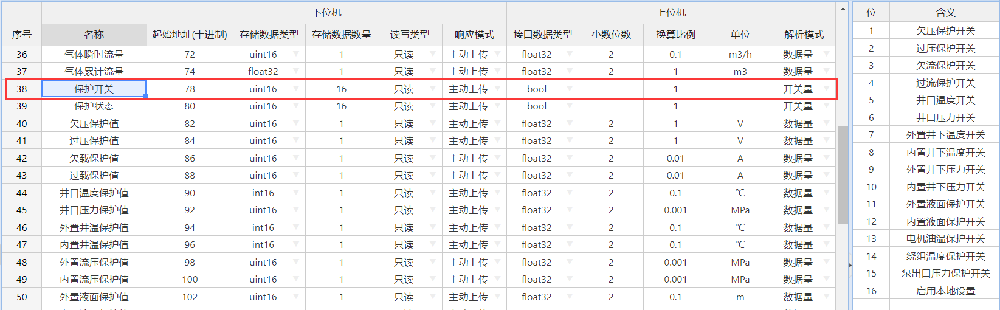 下位机 上位机
序号 名称 起始地址(十进制) 存储数据类型 存储数据数量 读写类型 响应模式 接口数据类型 小数位数 换算比例 单位 解析模式
36 气体瞬时流量 72 uint16 1 只读 主动上传 float32 2 0.1 m3/h 数据量
37 气体累计流量 74 float32 1 只读 主动上传 float32 2 1 m3 数据量
38 保护开关 78 uint16 16 只读 主动上传 bool 1 开关量
39 保护状态 80 uint16 16 只读 主动上传 bool 1 开关量
40 欠压保护值 82 uint16 1 只读 主动上传 float32 2 1 V 数据量
41 过压保护值 84 uint16 1 只读 主动上传 float32 2 1 V 数据量
42 欠载保护值 86 uint16 1 只读 主动上传 float32 2 0.01 A 数据量
43 过载保护值 88 uint16 1 只读 主动上传 float32 2 0.01 A 数据量
44 井口温度保护值 90 int16 1 只读 主动上传 float32 2 0.1 ℃ 数据量
45 井口压力保护值 92 uint16 1 只读 主动上传 float32 2 0.001 MPa 数据量
46 外置井温保护值 94 int16 1 只读 主动上传 float32 2 0.1 ℃ 数据量
47 内置井温保护值 96 int16 1 只读 主动上传 float32 2 0.1 ℃ 数据量
48 外置流压保护值 98 uint16 1 只读 主动上传 float32 2 0.001 MPa 数据量
49 内置流压保护值 100 uint16 1 只读 主动上传 float32 2 0.001 MPa 数据量
50 外置液面保护值 102 uint16 1 只读 主动上传 float32 2 0.1 m 数据量
位 含义
1 欠压保护开关
2 过压保护开关
3 欠流保护开关
4 过流保护开关
5 井口温度开关
6 井口压力开关
7 外置井下温度开关
8 内置井下温度开关
9 外置井下压力开关
10 内置井下压力开关
11 外置液面保护开关
12 内置液面保护开关
13 电机油温保护开关
14 绕组温度保护开关
15 泵出口压力保护开关
16 启用本地设置